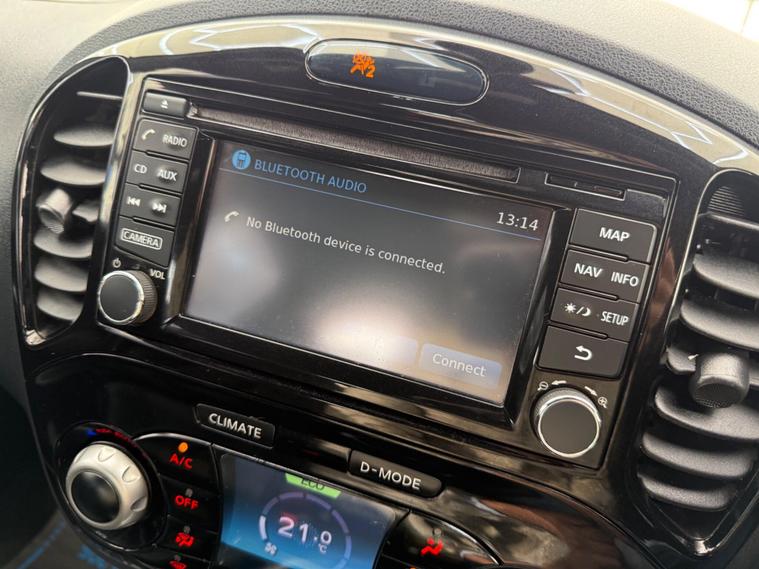 2
RADIO
CD AUX
CAMERA
VOL
BLUETOOTH AUDIO
13:14
No Bluetooth device is connected.
Connect
MAP
NAV INFO
SETUP
CLIMATE
D-MODE
A/C
OFF
ECO
21.0
°C